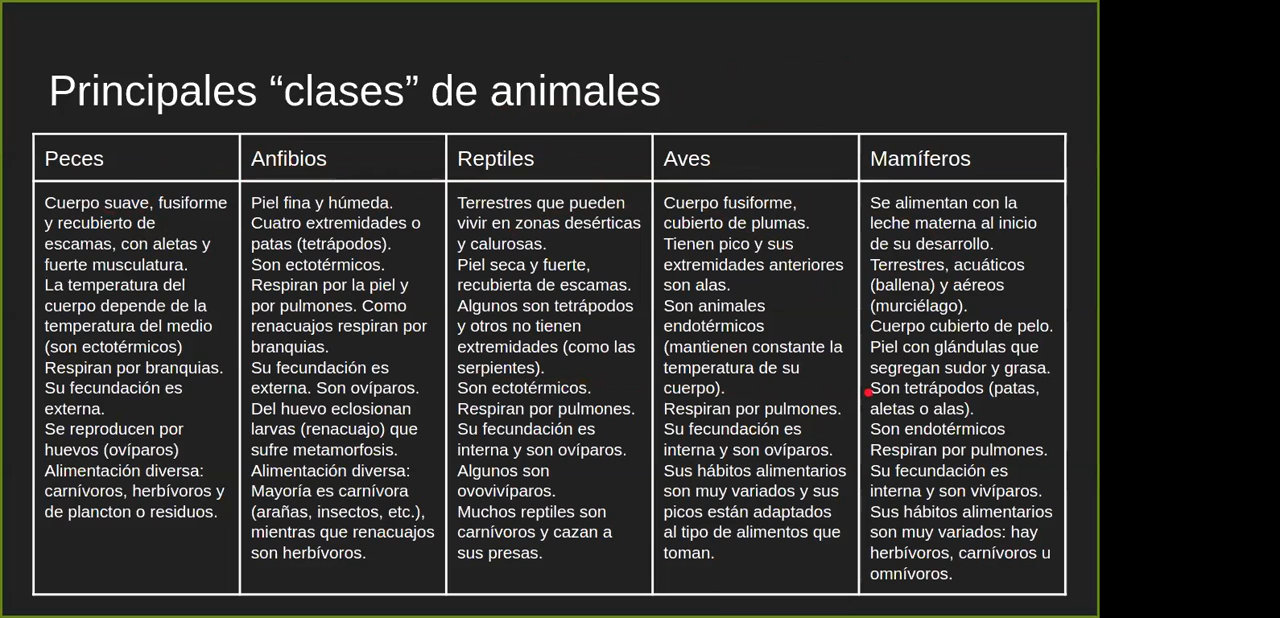 Principales “clases” de animales
Peces
Anfibios
Reptiles
Aves
Mamíferos
Cuerpo suave, fusiforme
y recubierto de
escamas, con aletas y
fuerte musculatura.
La temperatura del
cuerpo depende de la
temperatura del medio
(son ectotérmicos)
Respiran por branquias.
Su fecundación es
externa.
Se reproducen por
huevos (ovíparos)
Alimentación diversa:
carnívoros, herbívoros y
de plancton o residuos.
Piel fina y húmeda.
Cuatro extremidades o
patas (tetrápodos).
Son ectotérmicos.
Respiran por la piel y
por pulmones. Como
renacuajos respiran por
branquias.
Su fecundación es
externa. Son ovíparos.
Del huevo eclosionan
larvas (renacuajo) que
sufre metamorfosis.
Alimentación diversa:
Mayoría es carnívora
(arañas, insectos, etc.),
mientras que renacuajos
son herbívoros.
Terrestres que pueden
vivir en zonas desérticas
y calurosas.
Piel seca y fuerte,
recubierta de escamas.
Algunos son tetrápodos
y otros no tienen
extremidades (como las
serpientes).
Son ectotérmicos.
Respiran por pulmones.
Su fecundación es
interna y son ovíparos.
Algunos son
ovovivíparos.
Muchos reptiles son
carnívoros y cazan a
sus presas.
Cuerpo fusiforme,
cubierto de plumas.
Tienen pico y sus
extremidades anteriores
son alas.
Son animales
endotérmicos
(mantienen constante la
temperatura de su
cuerpo).
Respiran por pulmones.
Su fecundación es
interna y son ovíparos.
Sus hábitos alimentarios
son muy variados y sus
picos están adaptados
al tipo de alimentos que
toman.
Se alimentan con la
leche materna al inicio
de su desarrollo.
Terrestres, acuáticos
(ballena) y aéreos
(murciélago).
Cuerpo cubierto de pelo.
Piel con glándulas que
segregan sudor y grasa.
Son tetrápodos (patas,
aletas o alas).
Son endotérmicos
Respiran por pulmones.
Su fecundación es
interna y son vivíparos.
Sus hábitos alimentarios
son muy variados: hay
herbívoros, carnívoros u
omnívoros.